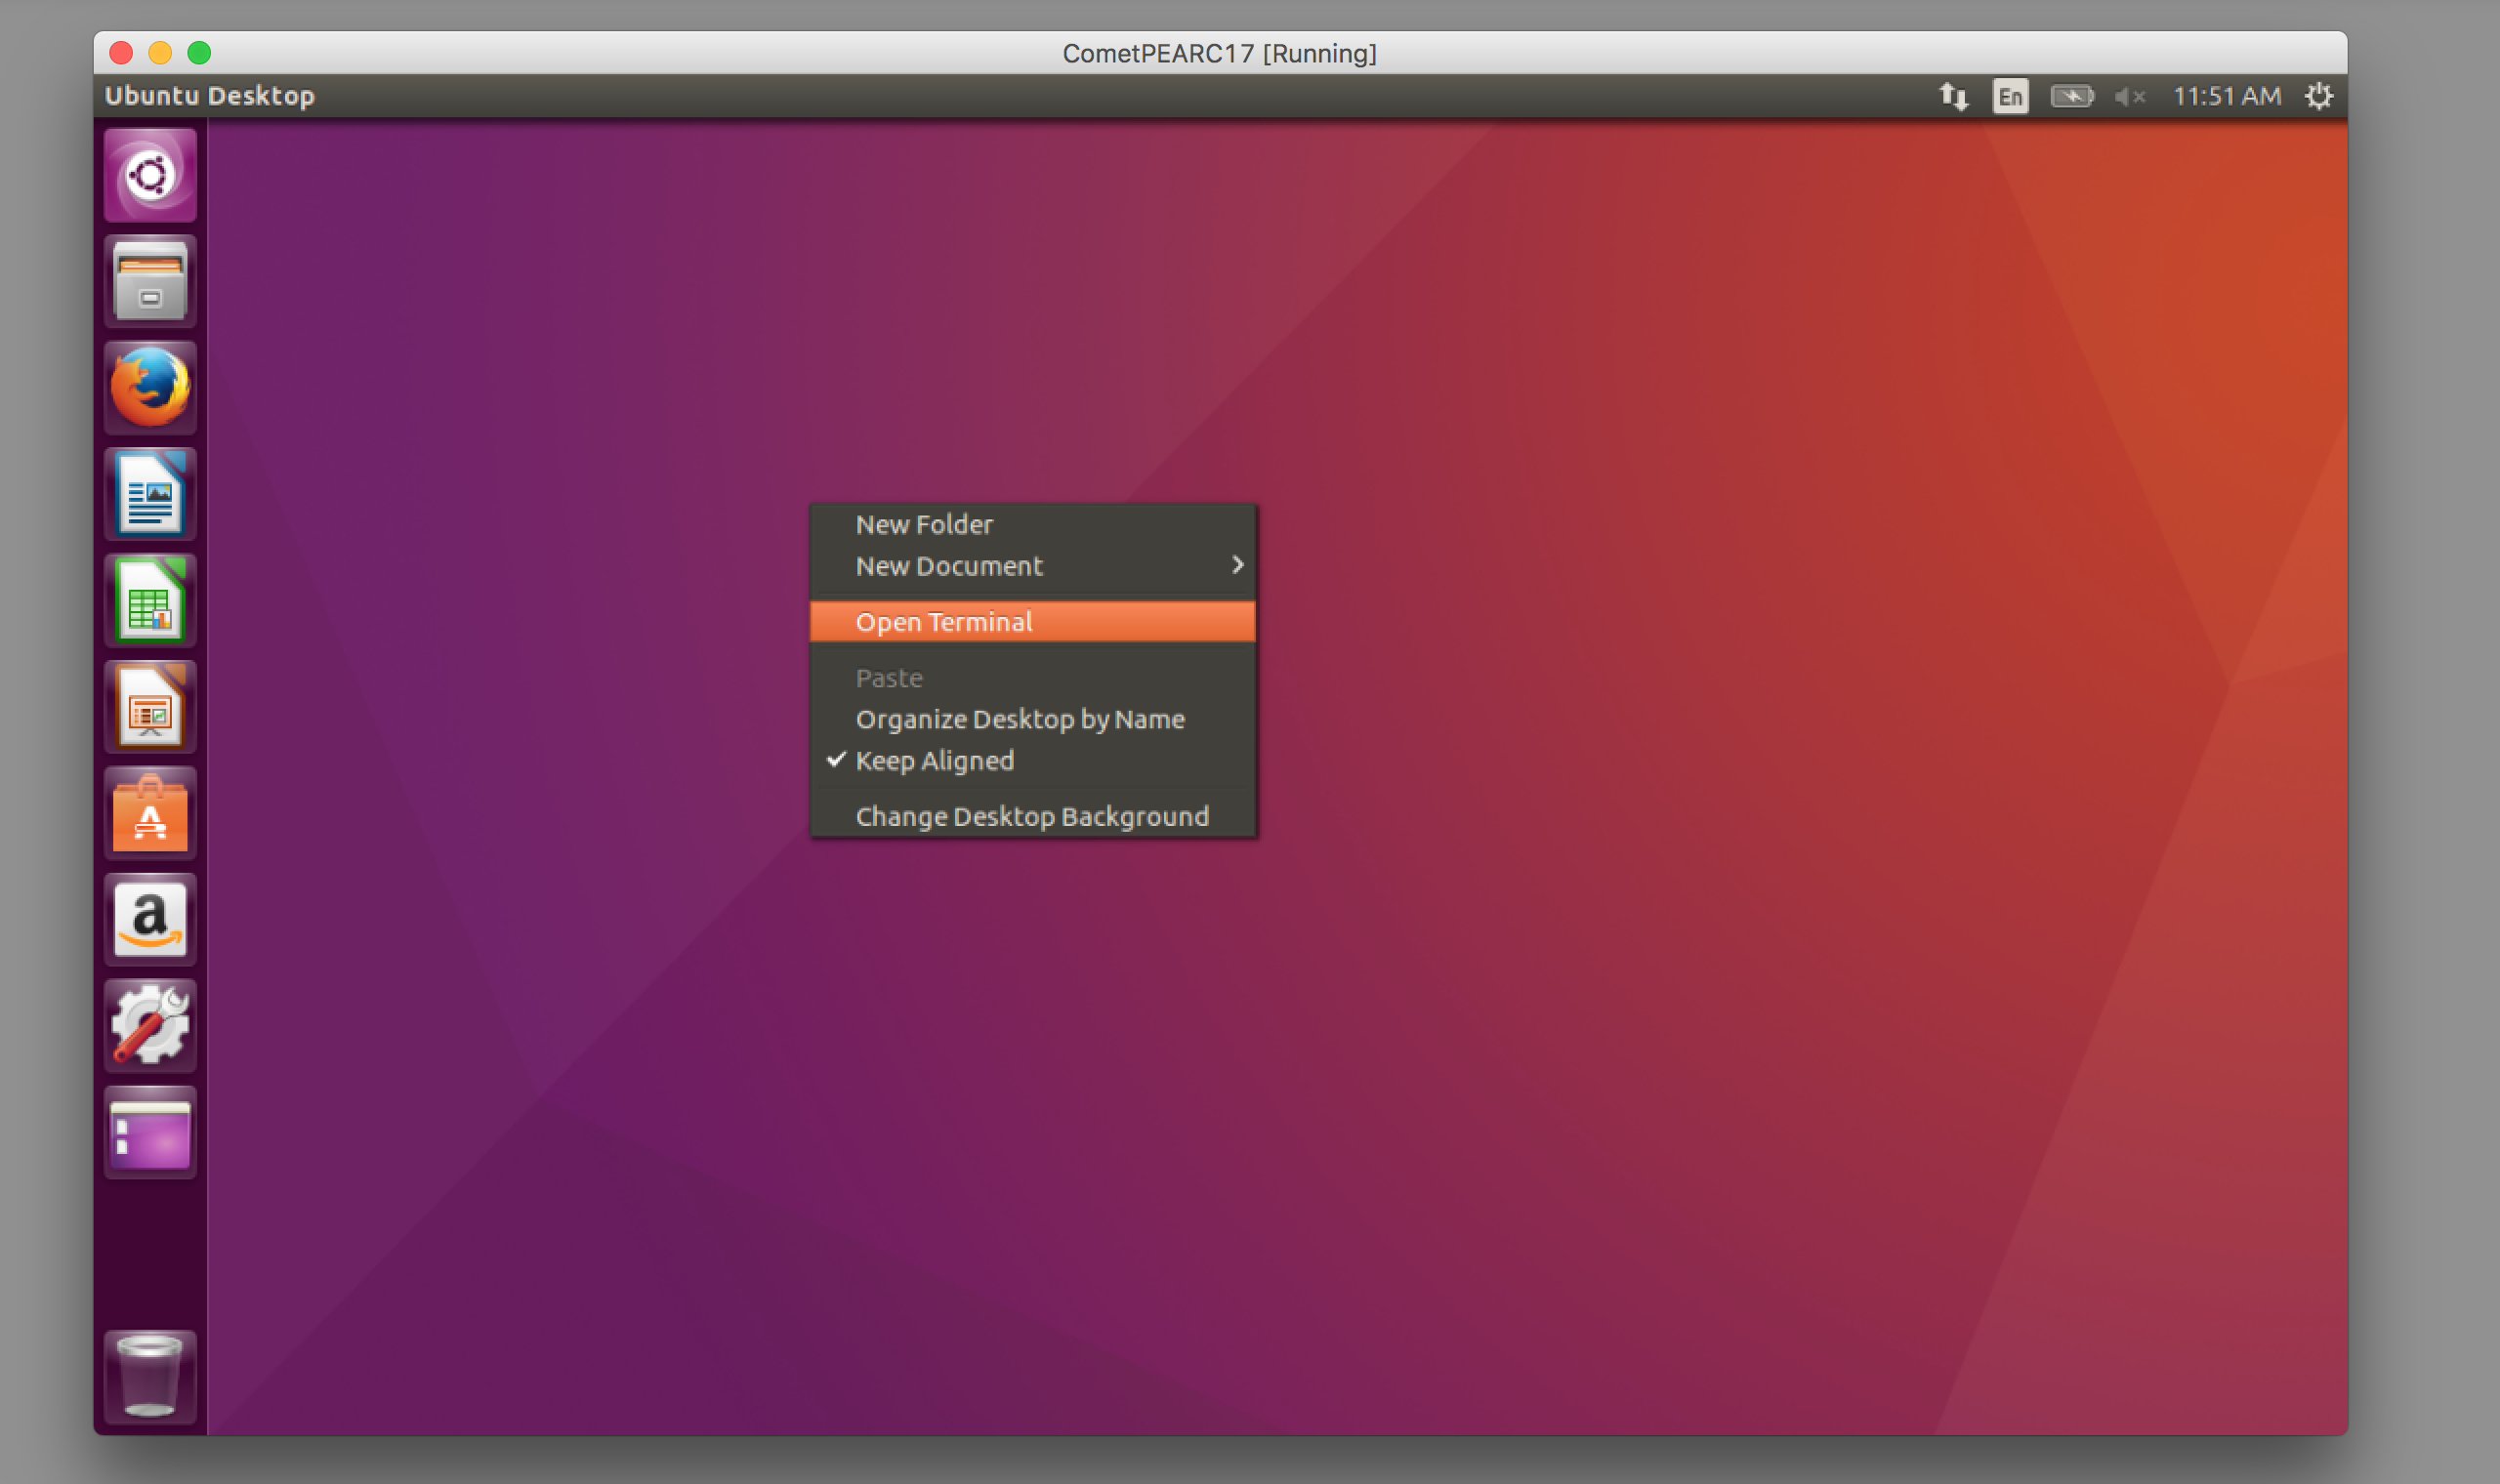 CometPEARC17 [Running]
Ubuntu Desktop
En
11:51 AM
New Folder
New Document
Open Terminal
Paste
Organize Desktop by Name
Keep Aligned
Change Desktop Background
A
a